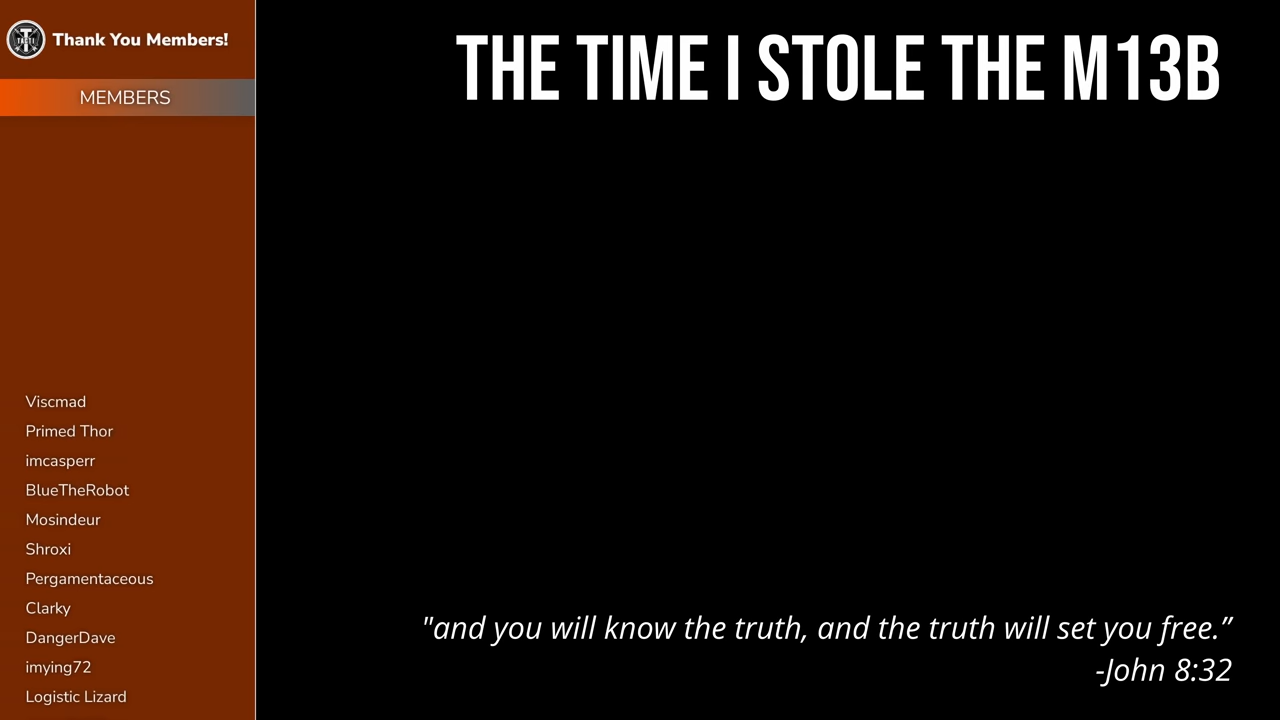 TACTI
Thank You Members!
MEMBERS
Viscmad
Primed Thor
imcasperr
BlueTheRobot
Mosindeur
Shroxi
Pergamentaceous
Clarky
DangerDave
imying72
Logistic Lizard
THE TIME I STOLE THE M13B
"and you will know the truth, and the truth will set you free.”
-John 8:32